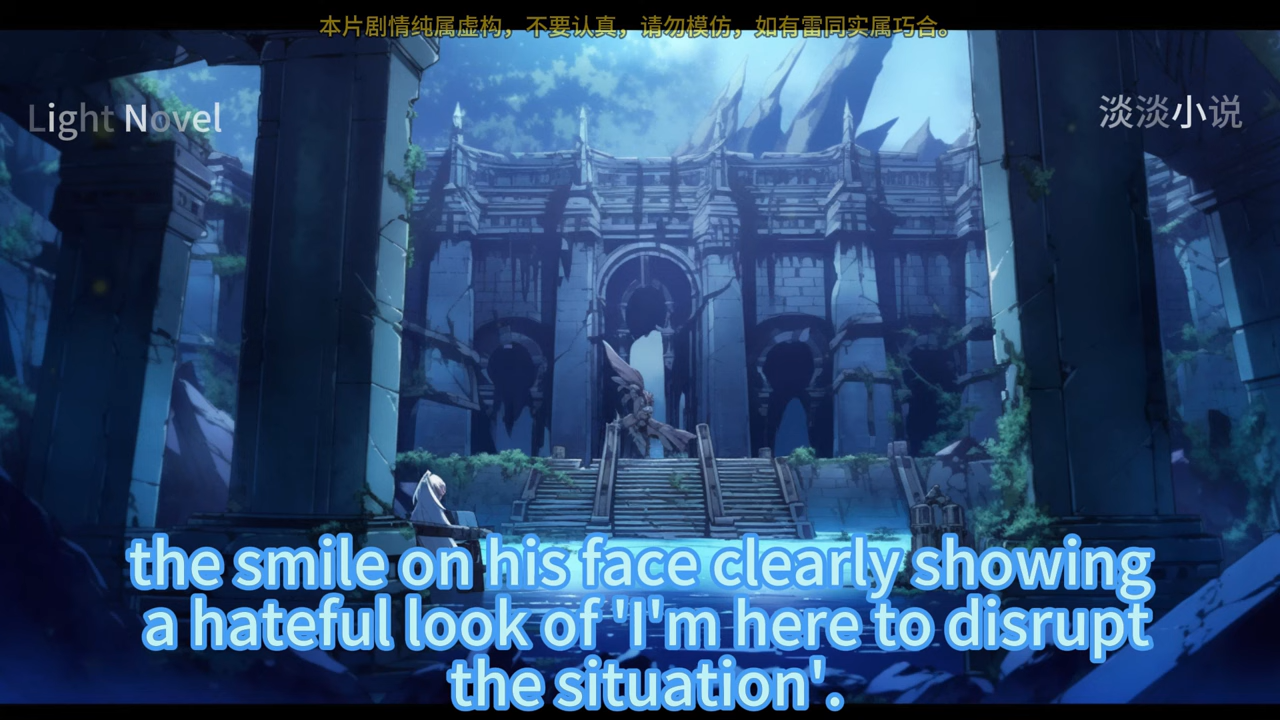 本片剧情纯属虚构，不要认真，请勿模仿，如有雷同实属巧合。
Light Novel
淡淡小说
the smile on his face clearly showing
a hateful look of 'I'm here to disrupt
the situation'.